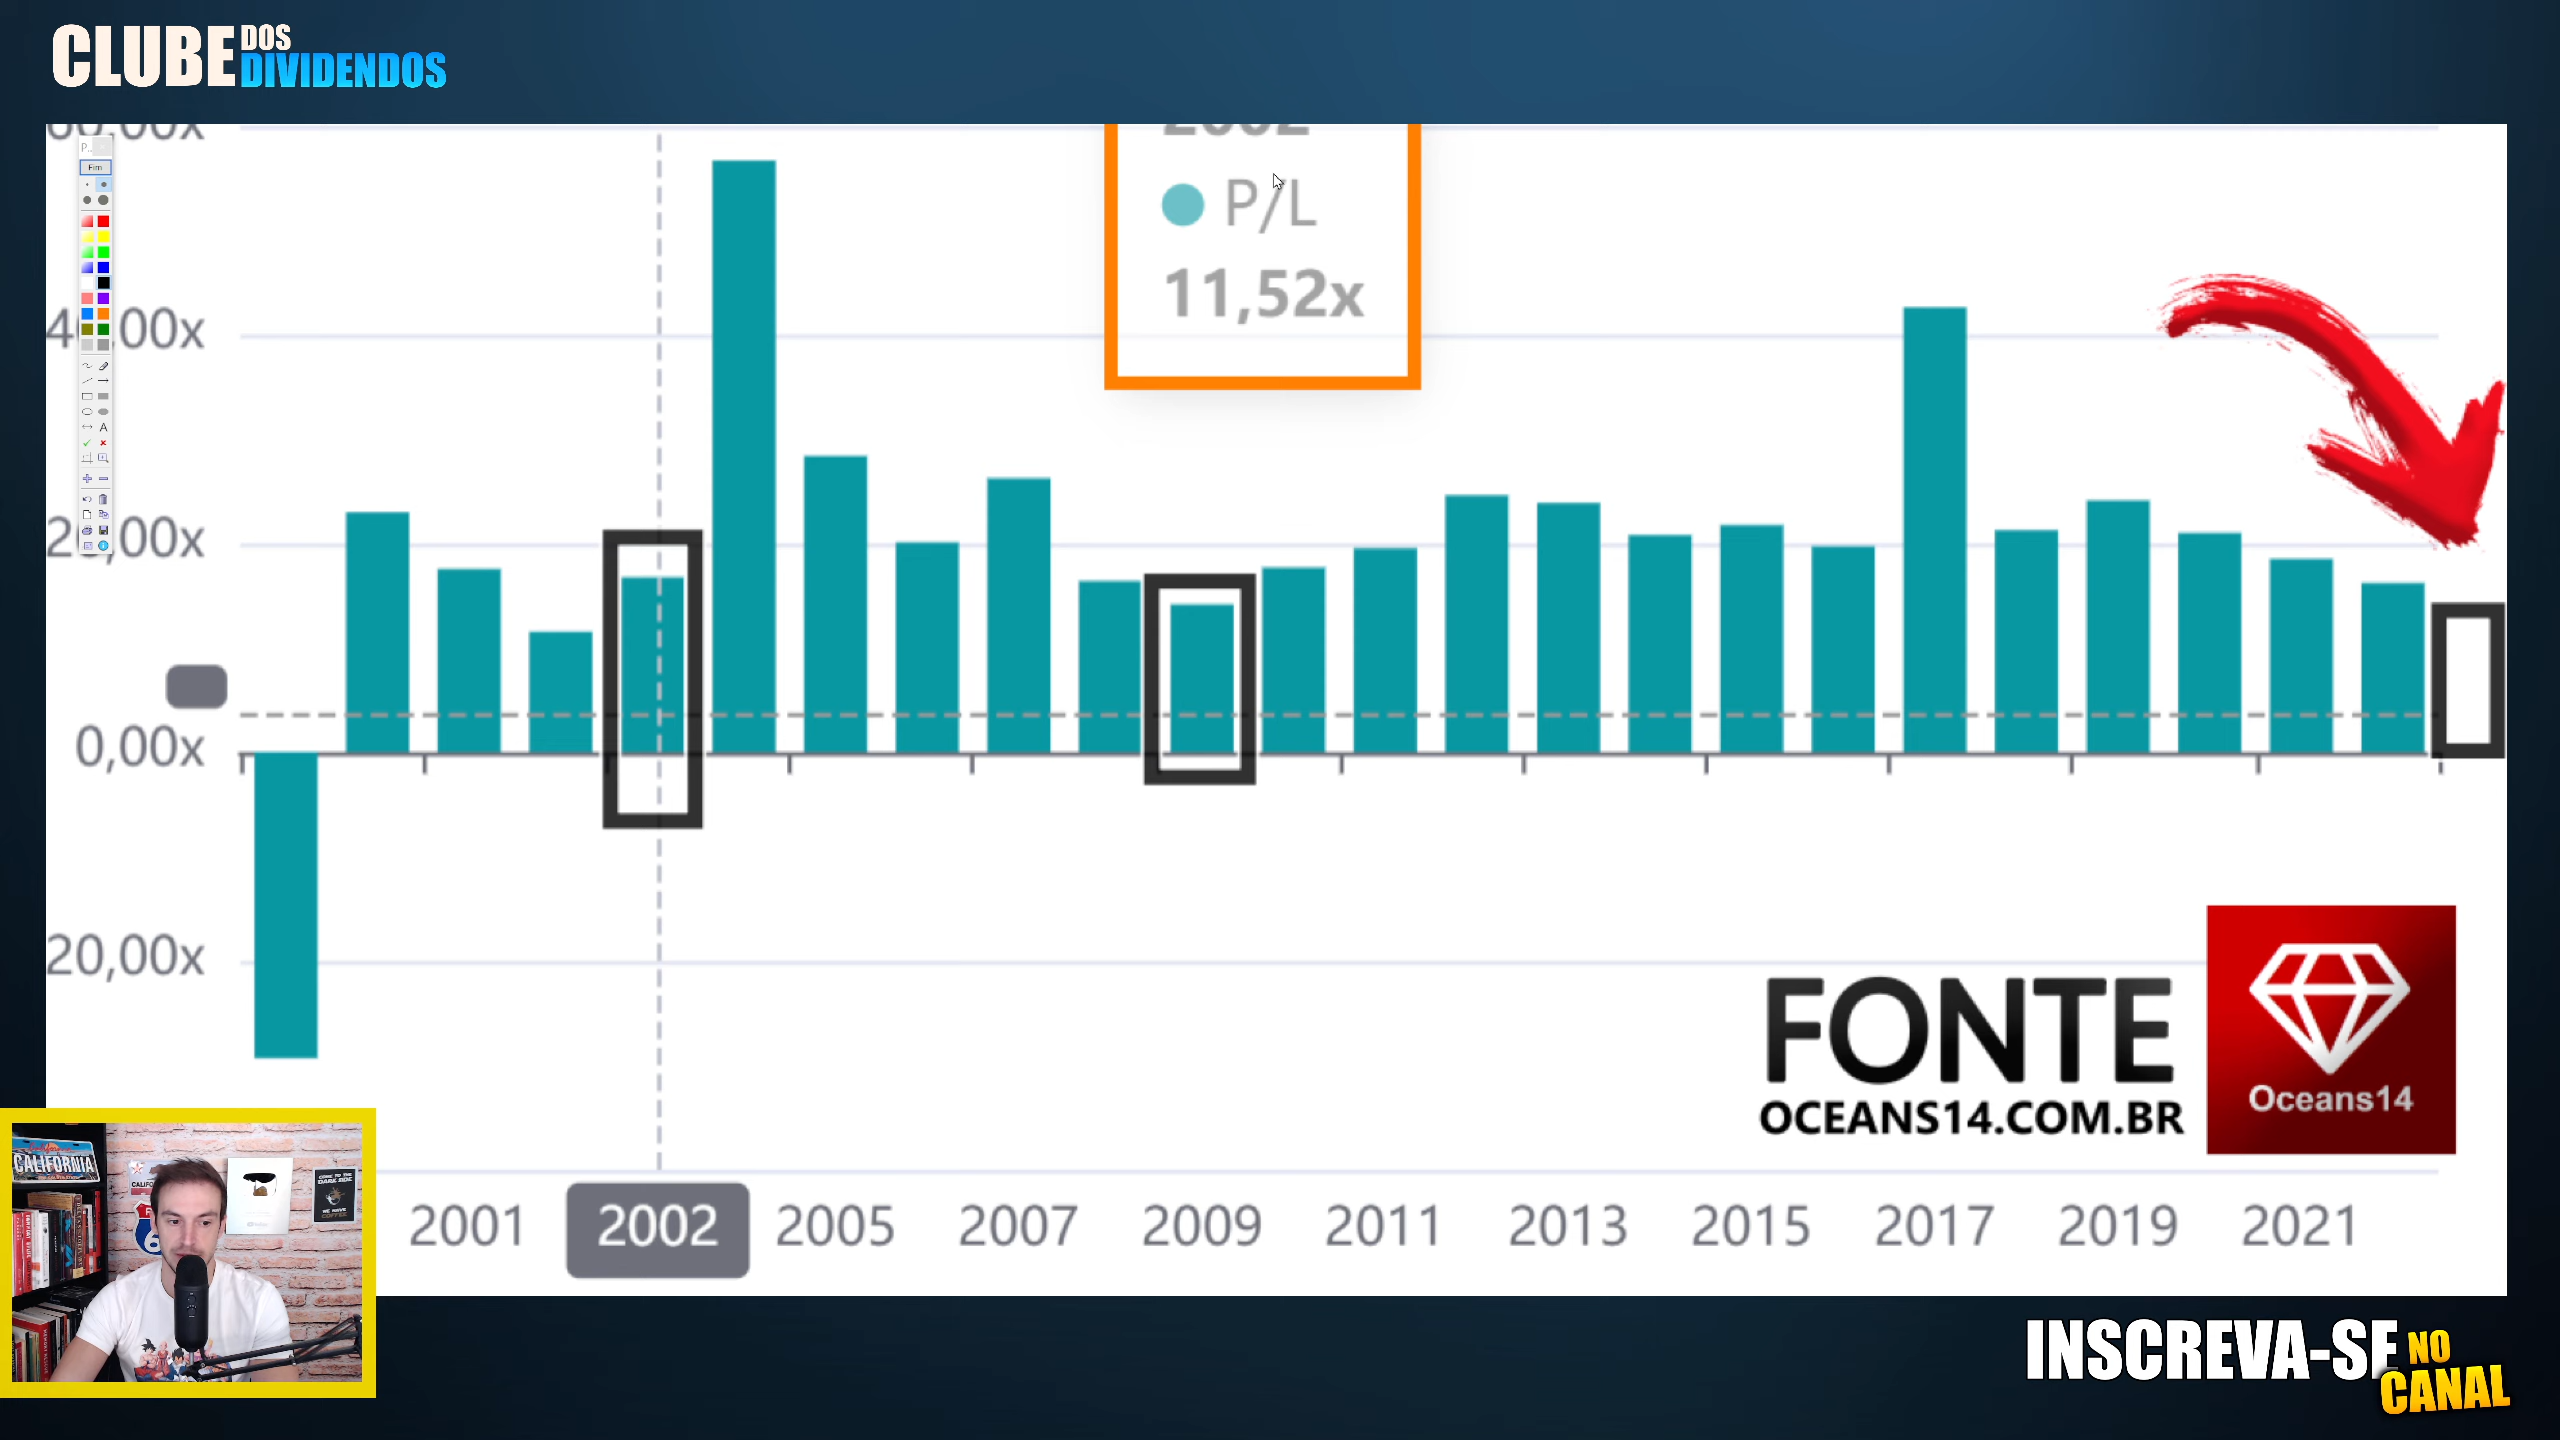 CLUBE DOS
DIVIDENDOS
P..
Fim
A
P/L
11,52x
0,00x
20,00x
FONTE
OCEANS14.COM.BR
Oceans14
2001
2002
2005
2007
2009
2011
2013
2015
2017
2019
2021
CALIFORNIA
INSCREVA-SE
NO
CANAL